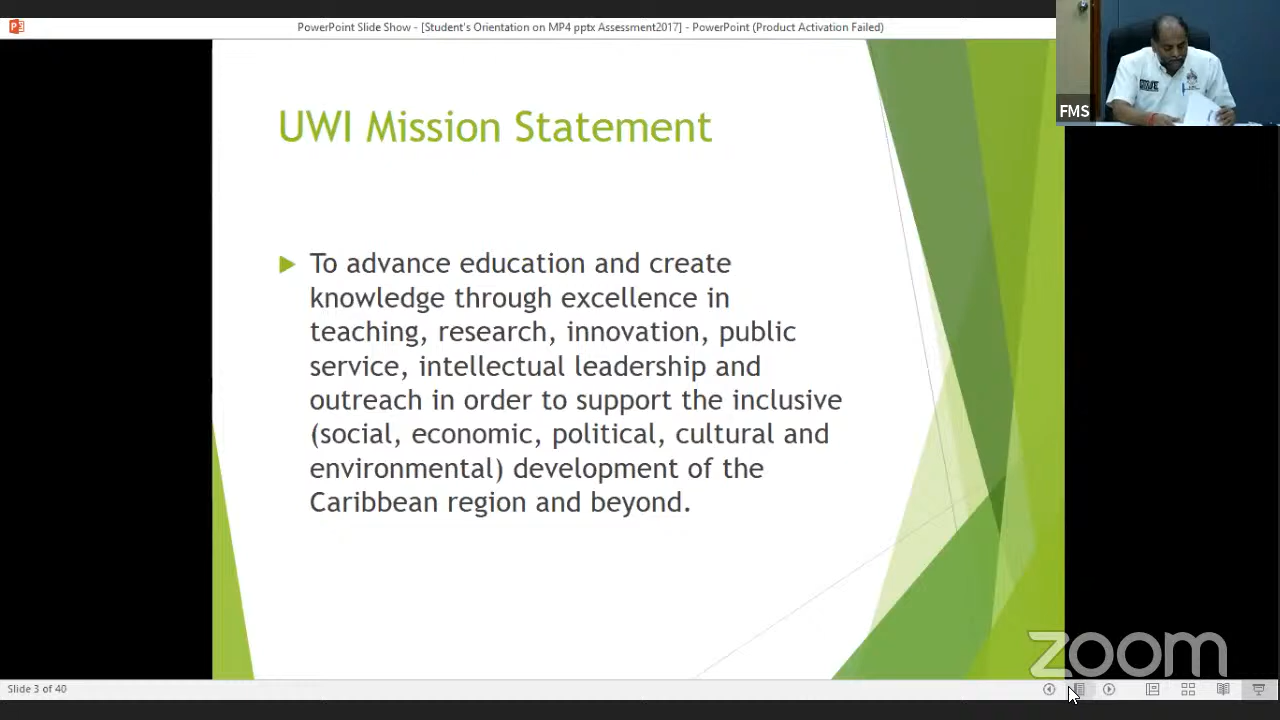 PowerPoint Slide Show - [Student's Orientation on MP4 pptx Assessment2017] - PowerPoint (Product Activation Failed)
FMS
UWI Mission Statement
To advance education and create
knowledge through excellence in
teaching, research, innovation, public
service, intellectual leadership and
outreach in order to support the inclusive
(social, economic, political, cultural and
environmental) development of the
Caribbean region and beyond.
zoom
Slide 3 of 40